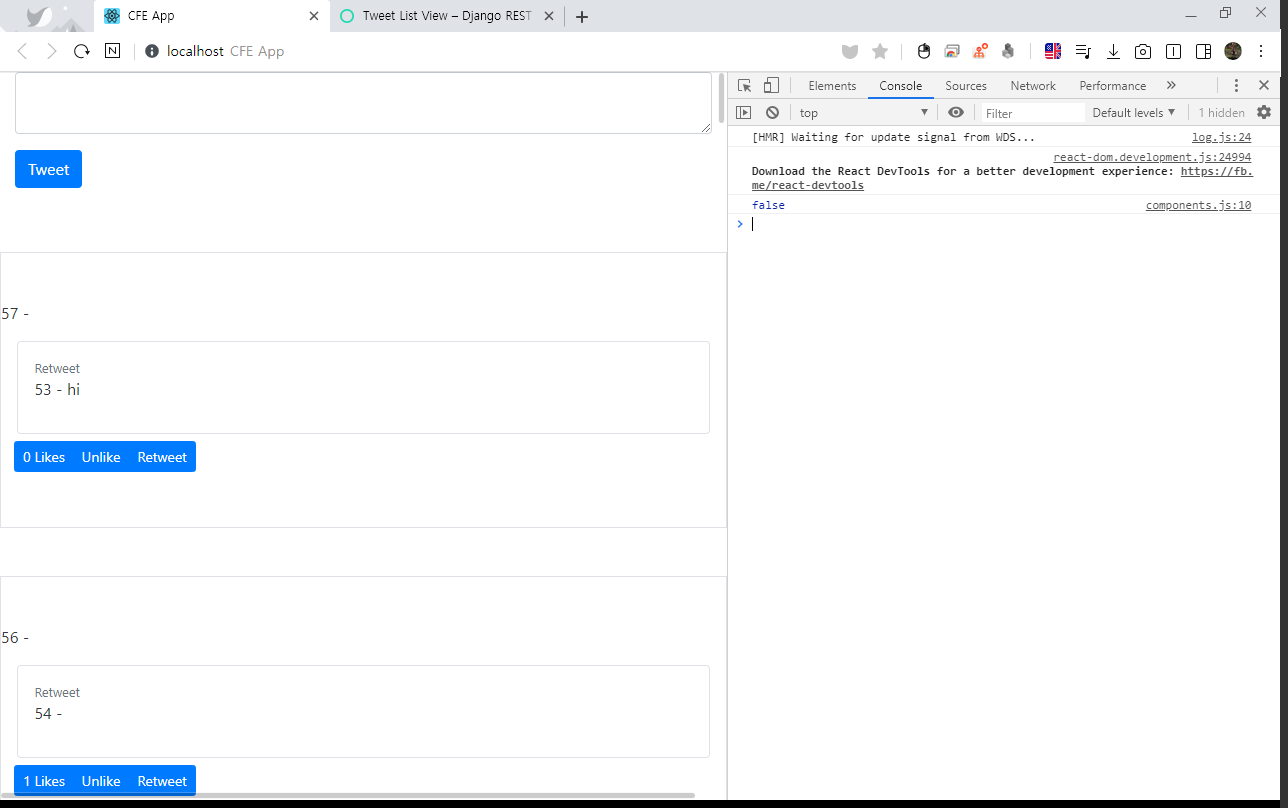 CFE App
Tweet List View – Django REST
localhost CFE App
Tweet
57 -
Retweet
53 - hi
0 Likes Unlike Retweet
56 -
Retweet
54 -
1 Likes Unlike Retweet
Elements Console Sources Network Performance
top Filter Default levels 1 hidden
[HMR] Waiting for update signal from WDS... log.js:24
react-dom.development.js:24994
Download the React DevTools for a better development experience: https://fb.
me/react-devtools
false components.js:10